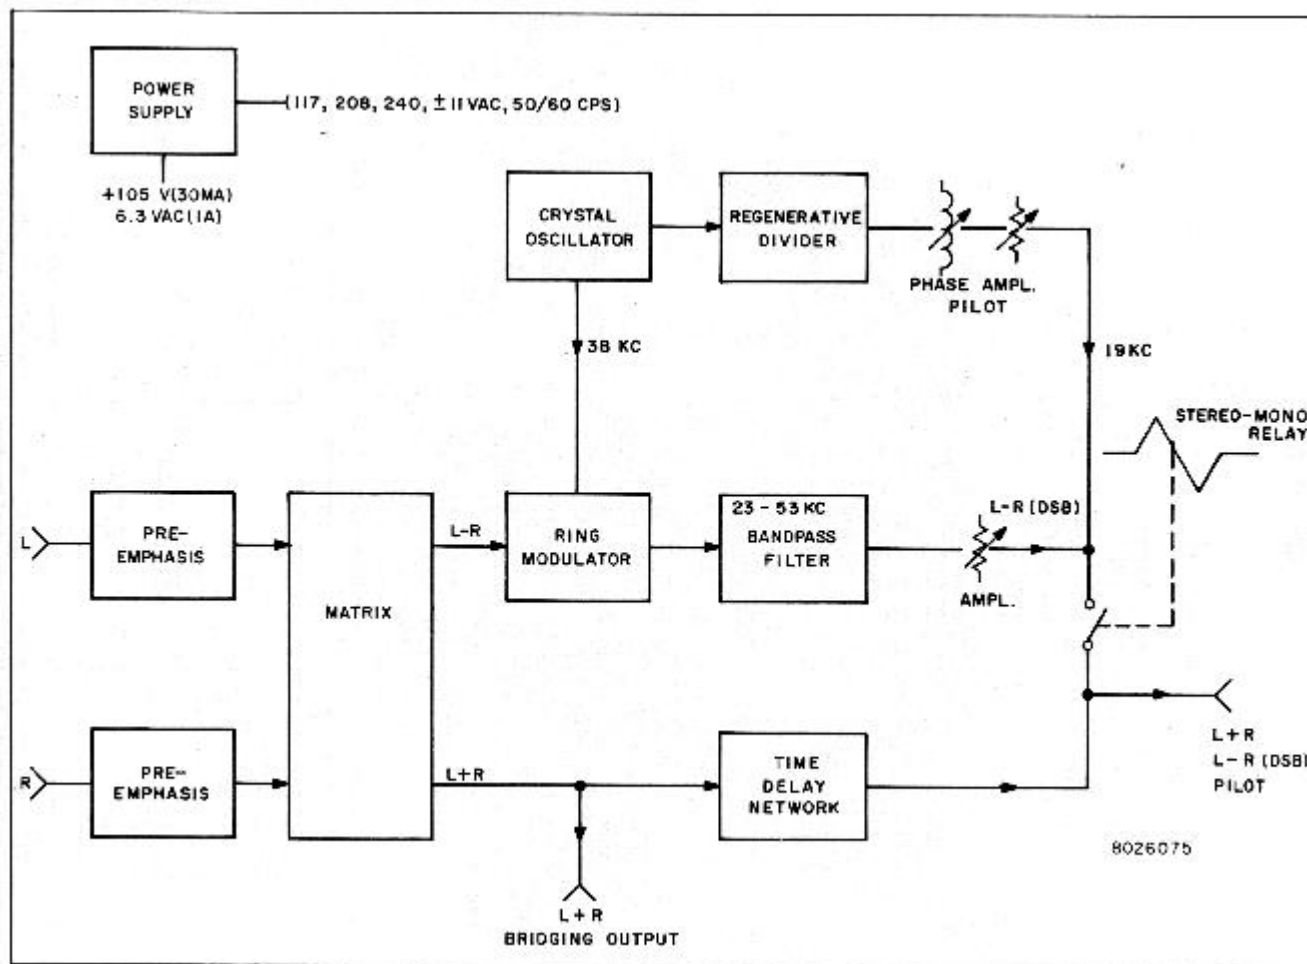 POWER
SUPPLY
(117, 208, 240, ±11 VAC, 50/60 CPS)
+105 V(30MA)
6.3 VAC(1A)
CRYSTAL
OSCILLATOR
REGENERATIVE
DIVIDER
PHASE AMPL.
PILOT
38 KC
19KC
STEREO-MONO
RELAY
L
PRE-
EMPHASIS
MATRIX
L-R
RING
MODULATOR
23 - 53 KC
BANDPASS
FILTER
L-R (DSB)
AMPL.
R
PRE-
EMPHASIS
L+R
TIME
DELAY
NETWORK
L+R
L-R (DSB)
PILOT
L+R
BRIDGING OUTPUT
8026075